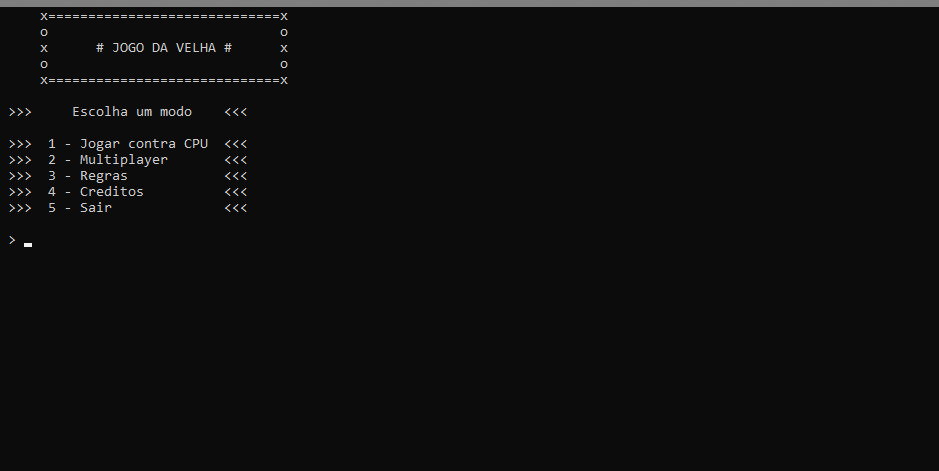 x=============================x
o                             o
x      # JOGO DA VELHA #      x
o                             o
x=============================x
>>>     Escolha um modo    <<<
>>>  1 - Jogar contra CPU  <<<
>>>  2 - Multiplayer       <<<
>>>  3 - Regras            <<<
>>>  4 - Creditos          <<<
>>>  5 - Sair              <<<
> _